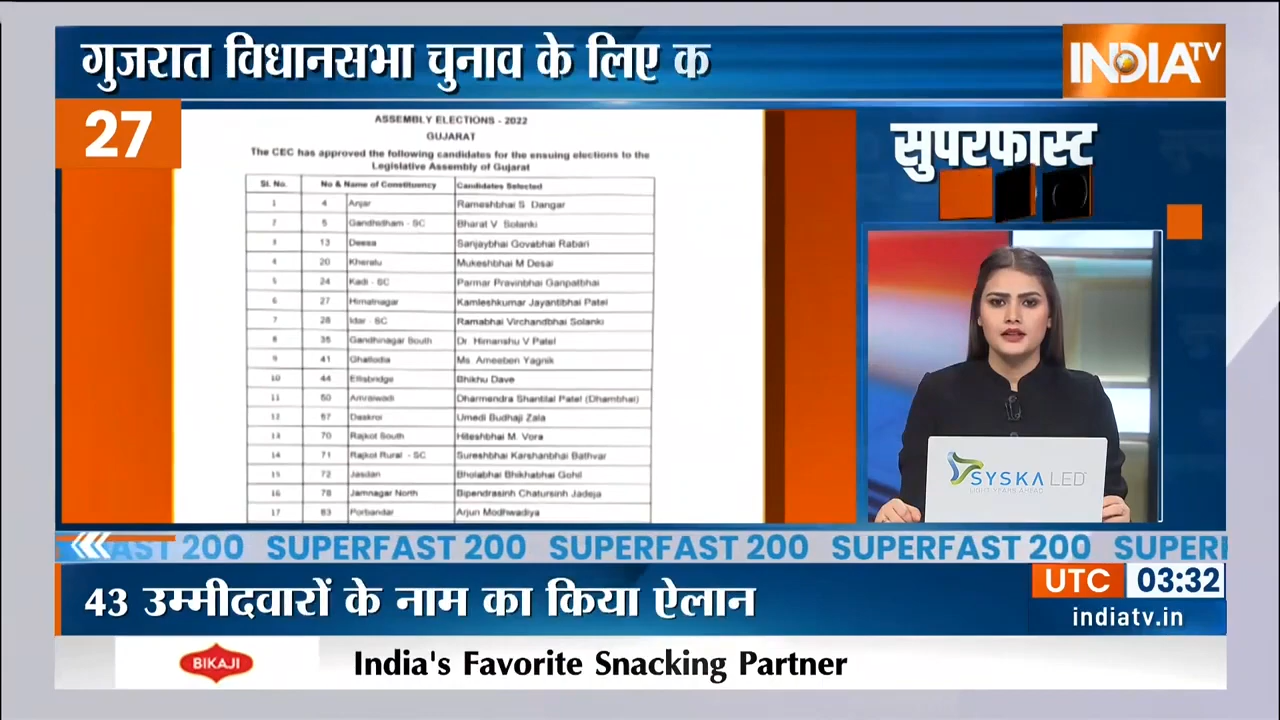 गुजरात विधानसभा चुनाव के लिए क
INDIA TV
27
ASSEMBLY ELECTIONS - 2022
GUJARAT
The CEC has approved the following candidates for the ensuing elections to the
Legislative Assembly of Gujarat
Sl. No. No & Name of Constituency Candidates Selected
1 4 Anjar Rameshbhai S Dangar
2 5 Gandhidham - SC Bharat V Solanki
3 13 Deesa Sanjaybhai Govabhai Rabari
4 20 Kheralu Mukeshbhai M Desai
5 24 Kadi - SC Parmar Pravinbhai Ganpatbhai
6 27 Himatnagar Kamleshkumar Jayantibhai Patel
7 28 Idar - SC Ramabhai Virchandbhai Solanki
8 35 Gandhinagar South Dr Himanshu V Patel
9 41 Ghatlodia Ms Ameeben Yagnik
10 44 Ellisbridge Bhikhu Dave
11 50 Amraiwadi Dharmendra Shantilal Patel (Dhambhai)
12 57 Daskroi Umedi Budhaji Zala
13 70 Rajkot South Hiteshbhai M. Vora
14 71 Rajkot Rural - SC Sureshbhai Karshanbhai Bathvar
15 72 Jasdan Bholabhai Bhikhabhai Gohil
16 78 Jamnagar North Bipendrasinh Chatursinh Jadeja
17 83 Porbandar Arjun Modhwadiya
सुपरफास्ट
SYSKA LED
LIGHT YEARS AHEAD
FAST 200 SUPERFAST 200 SUPERFAST 200 SUPERFAST 200 SUPERF
43 उम्मीदवारों के नाम का किया ऐलान
UTC 03:32
indiatv.in
BIKAJI
India's Favorite Snacking Partner